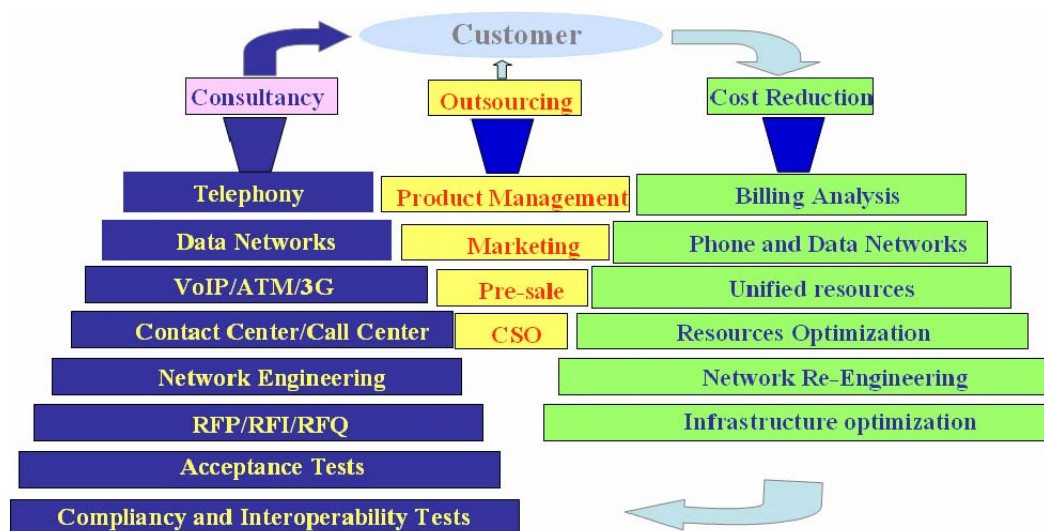 Customer
Consultancy
Outsourcing
Cost Reduction
Telephony
Product Management
Billing Analysis
Data Networks
Marketing
Phone and Data Networks
VoIP/ATM/3G
Pre-sale
Unified resources
Contact Center/Call Center
CSO
Resources Optimization
Network Engineering
Network Re-Engineering
RFP/RFI/RFQ
Infrastructure optimization
Acceptance Tests
Compliancy and Interoperability Tests